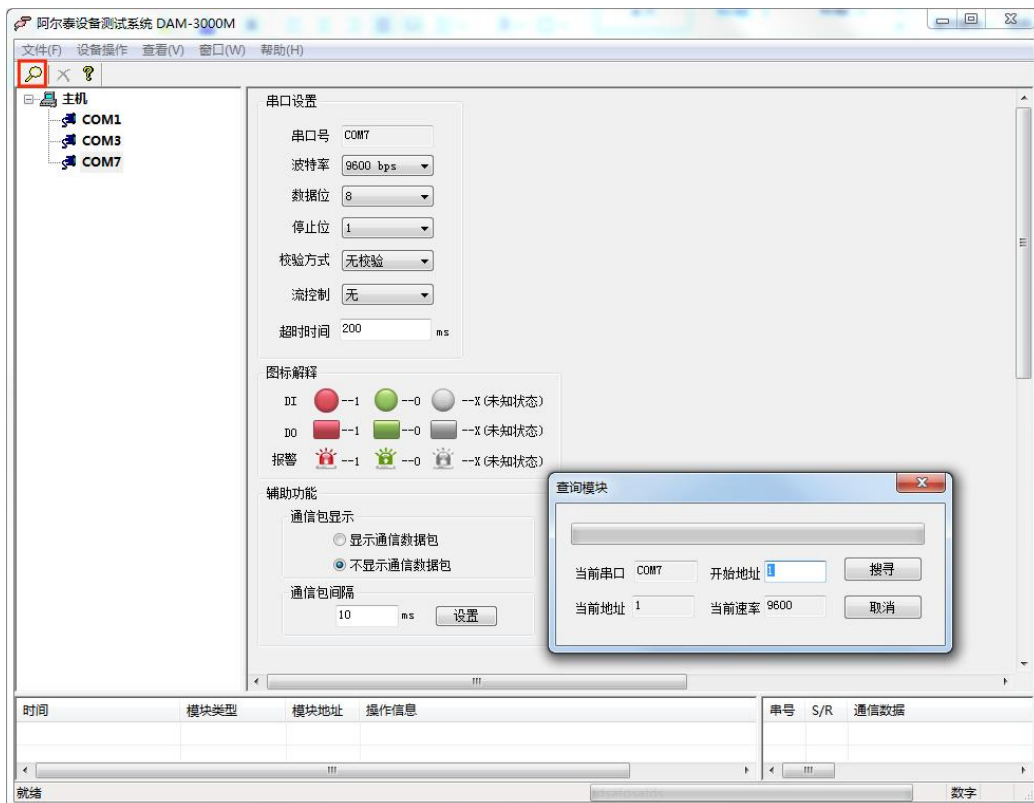 阿尔泰设备测试系统 DAM-3000M
文件(F) 设备操作 查看(V) 窗口(W) 帮助(H)
主机
COM1
COM3
COM7
串口设置
串口号 COM7
波特率 9600 bps
数据位 8
停止位 1
校验方式 无校验
流控制 无
超时时间 200 ms
图标解释
DI --1 --0 --X(未知状态)
DO --1 --0 --X(未知状态)
报警 --1 --0 --X(未知状态)
辅助功能
通信包显示
显示通信数据包
不显示通信数据包
通信包间隔
10 ms 设置
查询模块
当前串口 COM7 开始地址 1 搜寻
当前地址 1 当前速率 9600 取消
时间 模块类型 模块地址 操作信息
串号 S/R 通信数据
就绪 数字